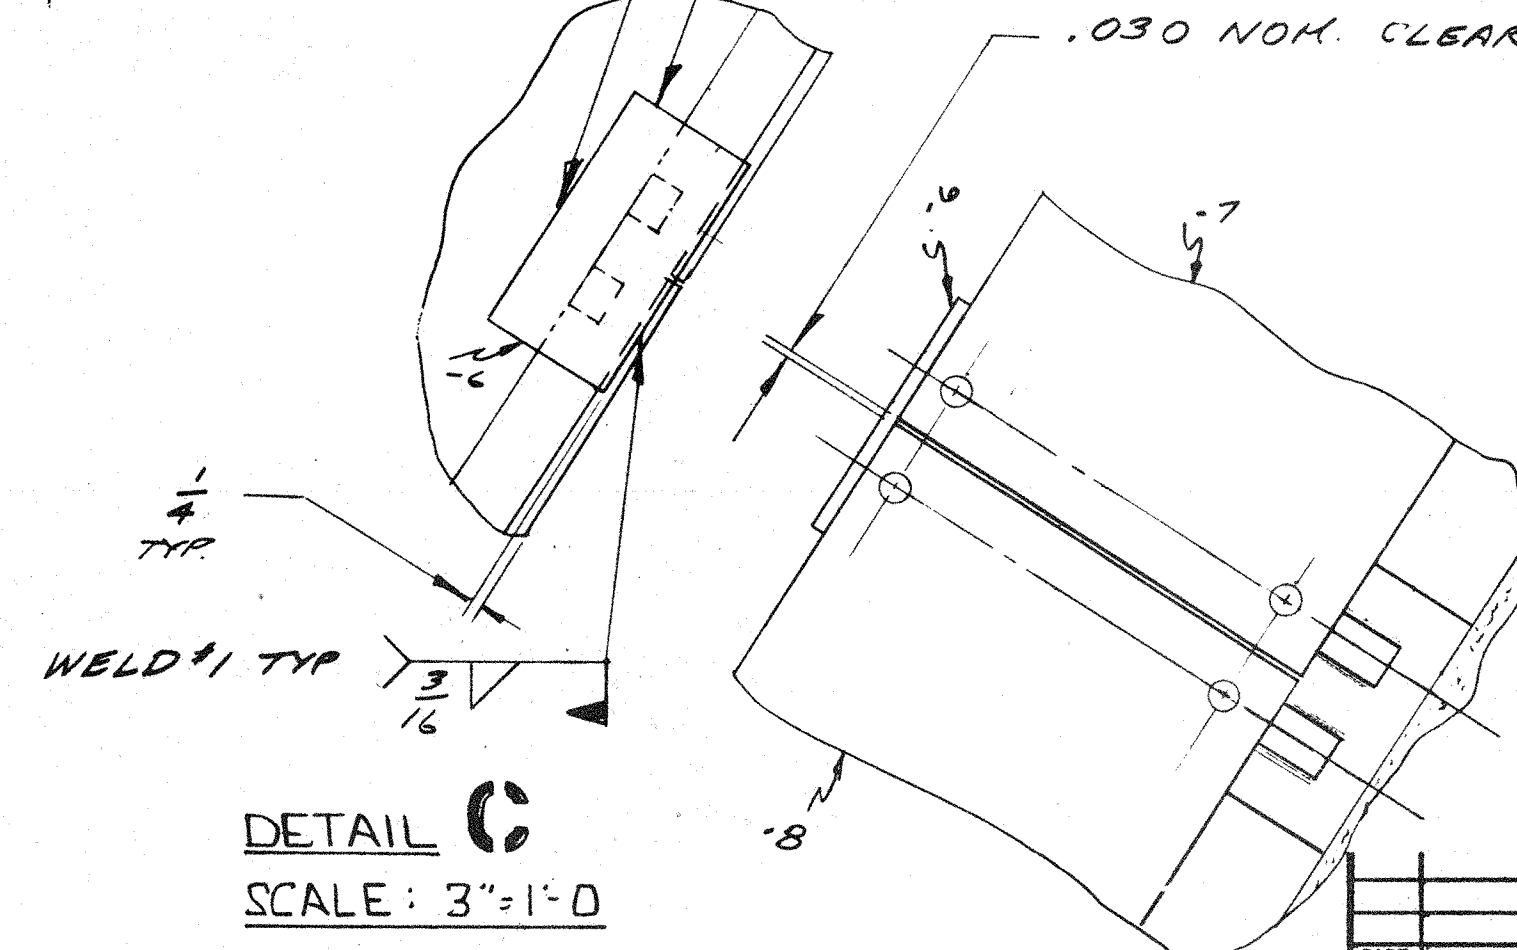 .030 NOM. CLEAR
-6
-7
-6
1/4
TYP.
WELD #1 TYP
3/16
-8
DETAIL C
SCALE: 3"=1'-0